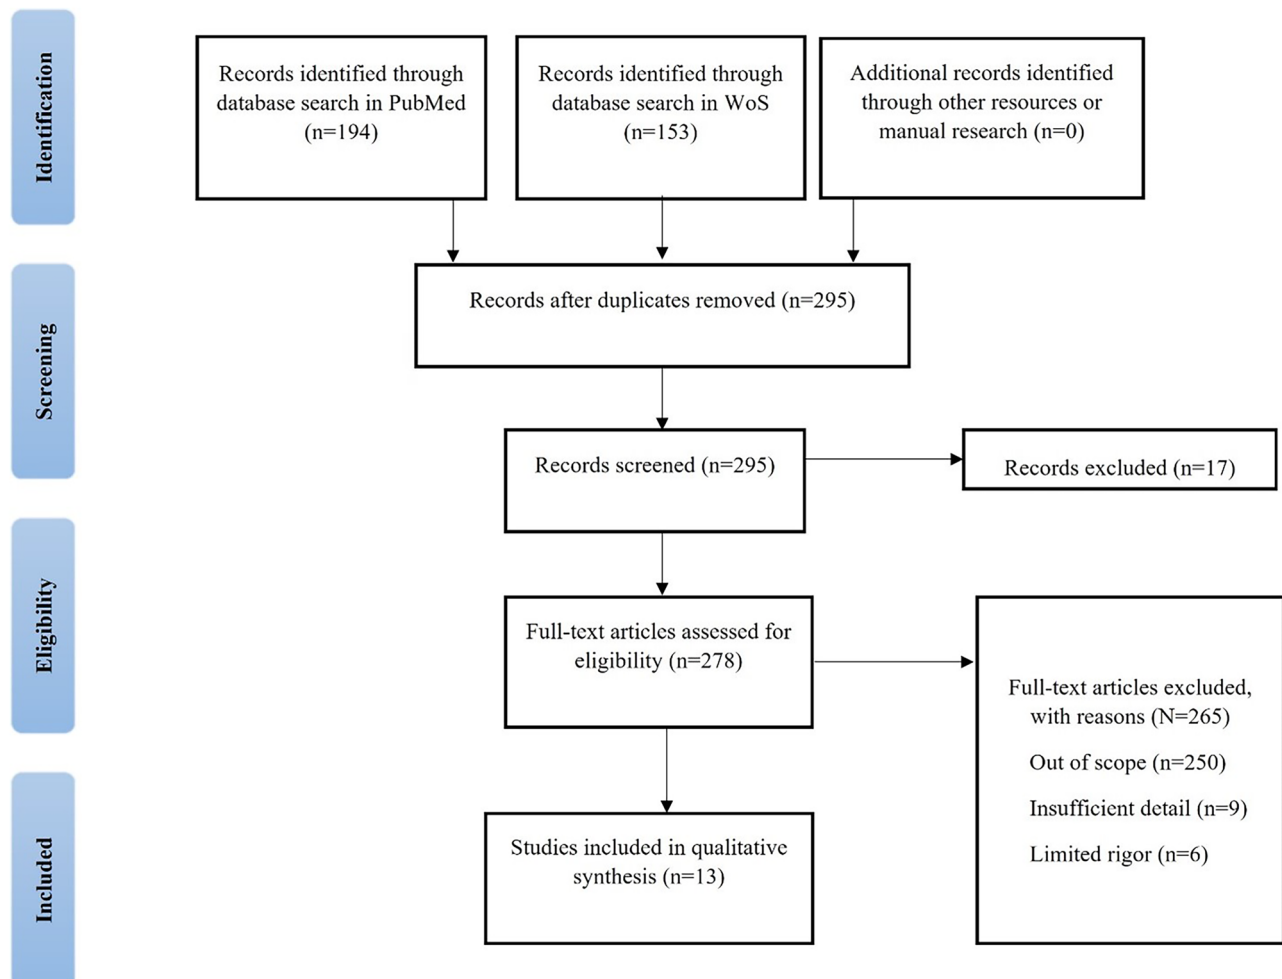 Identification
Records identified through
database search in PubMed
(n=194)
Records identified through
database search in WoS
(n=153)
Additional records identified
through other resources or
manual research (n=0)
Screening
Records after duplicates removed (n=295)
Records screened (n=295)
Records excluded (n=17)
Eligibility
Full-text articles assessed for
eligibility (n=278)
Full-text articles excluded,
with reasons (N=265)
Out of scope (n=250)
Insufficient detail (n=9)
Limited rigor (n=6)
Included
Studies included in qualitative
synthesis (n=13)